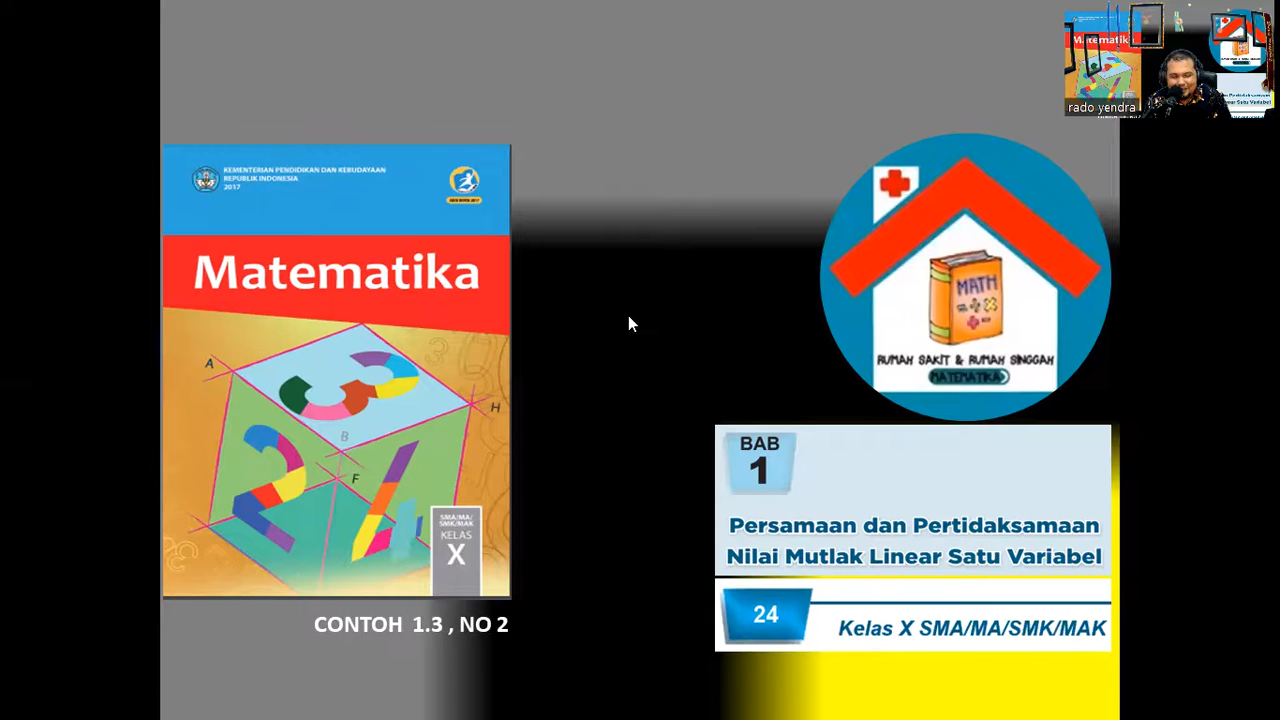 KEMENTERIAN PENDIDIKAN DAN KEBUDAYAAN
REPUBLIK INDONESIA
2017
Matematika
A
H
B
F
SMA/MA/
SMK/MAK
KELAS
X
CONTOH 1.3 , NO 2
Matematika
rado yendra
MATH
RUMAH SAKIT & RUMAH SINGGAH
MATEMATIKA
BAB
1
Persamaan dan Pertidaksamaan
Nilai Mutlak Linear Satu Variabel
24
Kelas X SMA/MA/SMK/MAK